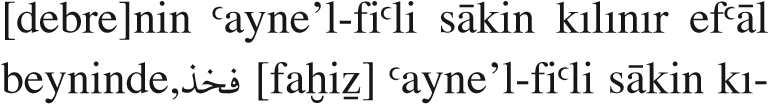 [debre]nin ʿayne’l-fiʿli sākin kılınır efʿāl
beyninde,فخذ [faḫiẕ] ʿayne’l-fiʿli sākin kı-